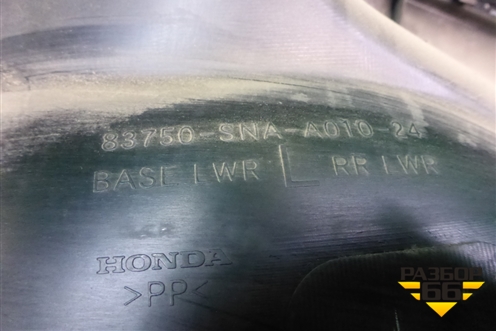 83750-SNA-A010-24
BASE LWR L RR LWR
HONDA
>PP<
РАЗБОР
66